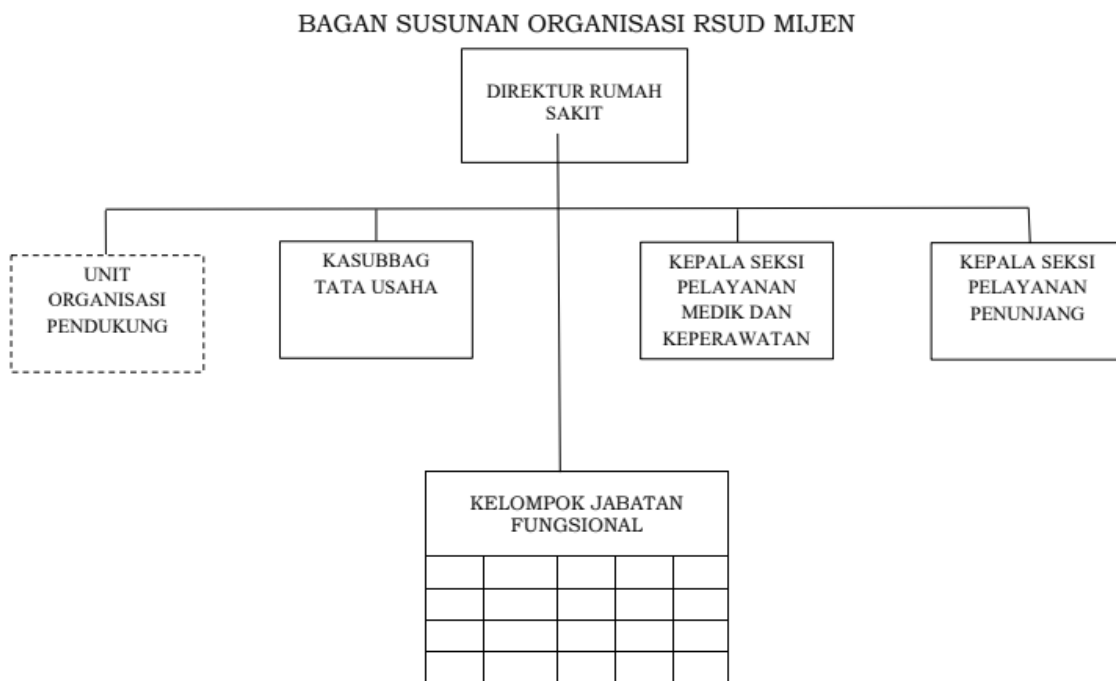 BAGAN SUSUNAN ORGANISASI RSUD MIJEN
DIREKTUR RUMAH
SAKIT
UNIT
ORGANISASI
PENDUKUNG
KASUBBAG
TATA USAHA
KEPALA SEKSI
PELAYANAN
MEDIK DAN
KEPERAWATAN
KEPALA SEKSI
PELAYANAN
PENUNJANG
KELOMPOK JABATAN
FUNGSIONAL